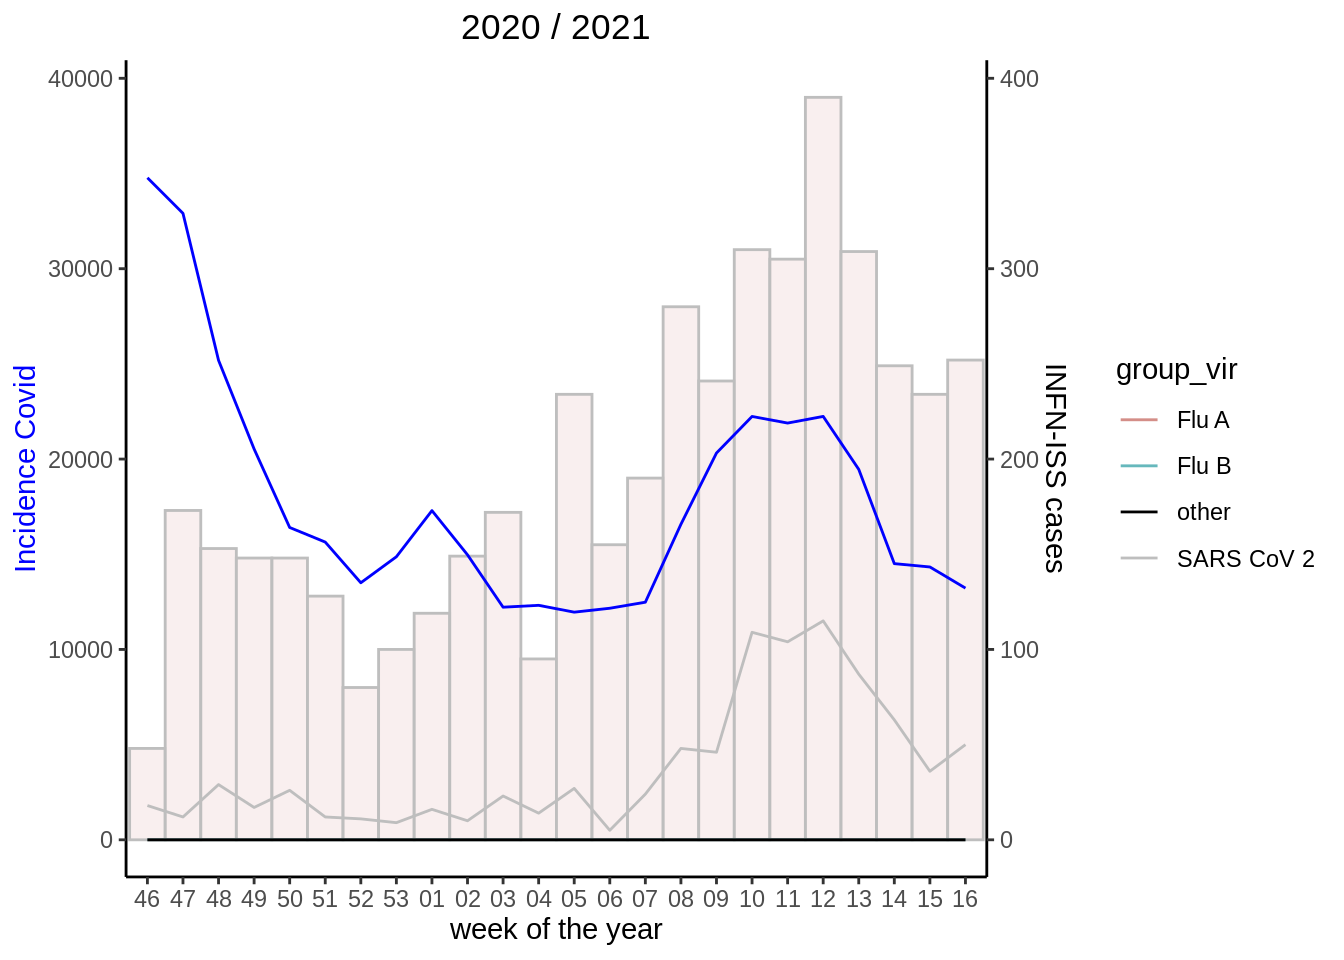 2020 / 2021
Incidence Covid
40000
30000
20000
10000
0
400
300
200
100
0
INFN-ISS cases
46 47 48 49 50 51 52 53 01 02 03 04 05 06 07 08 09 10 11 12 13 14 15 16
week of the year
group_vir
Flu A
Flu B
other
SARS CoV 2